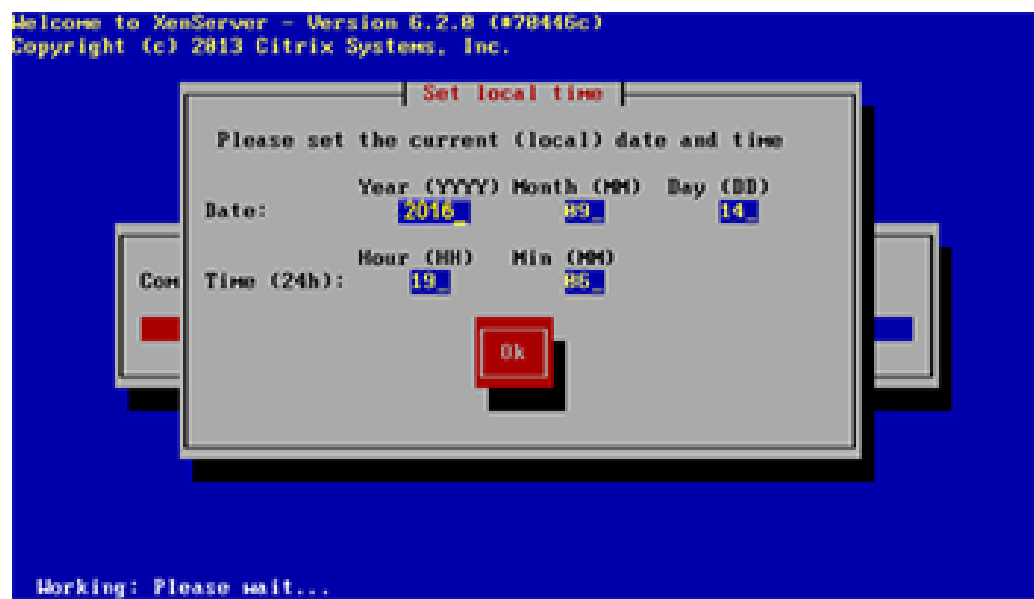 Welcome to XenServer - Version 6.2.0 (#70446c)
Copyright (c) 2013 Citrix Systems, Inc.
Set local time
Please set the current (local) date and time
Year (YYYY) Month (MM) Day (DD)
Date: 2016_ 09_ 14_
Hour (HH) Min (MM)
Com Time (24h): 19_ 06_
Ok
Working: Please wait...